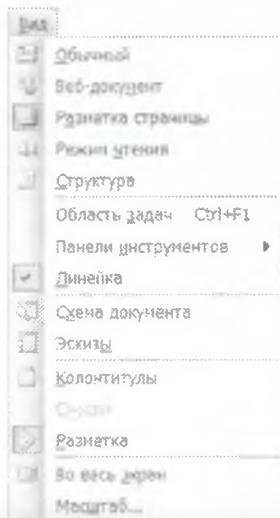 Вид
Обычный
Веб-документ
Разметка страницы
Режим чтения
Структура
Область задач Ctrl+F1
Панели инструментов
Линейка
Схема документа
Эскизы
Колонтитулы
Сноски
Разметка
Во весь экран
Масштаб...